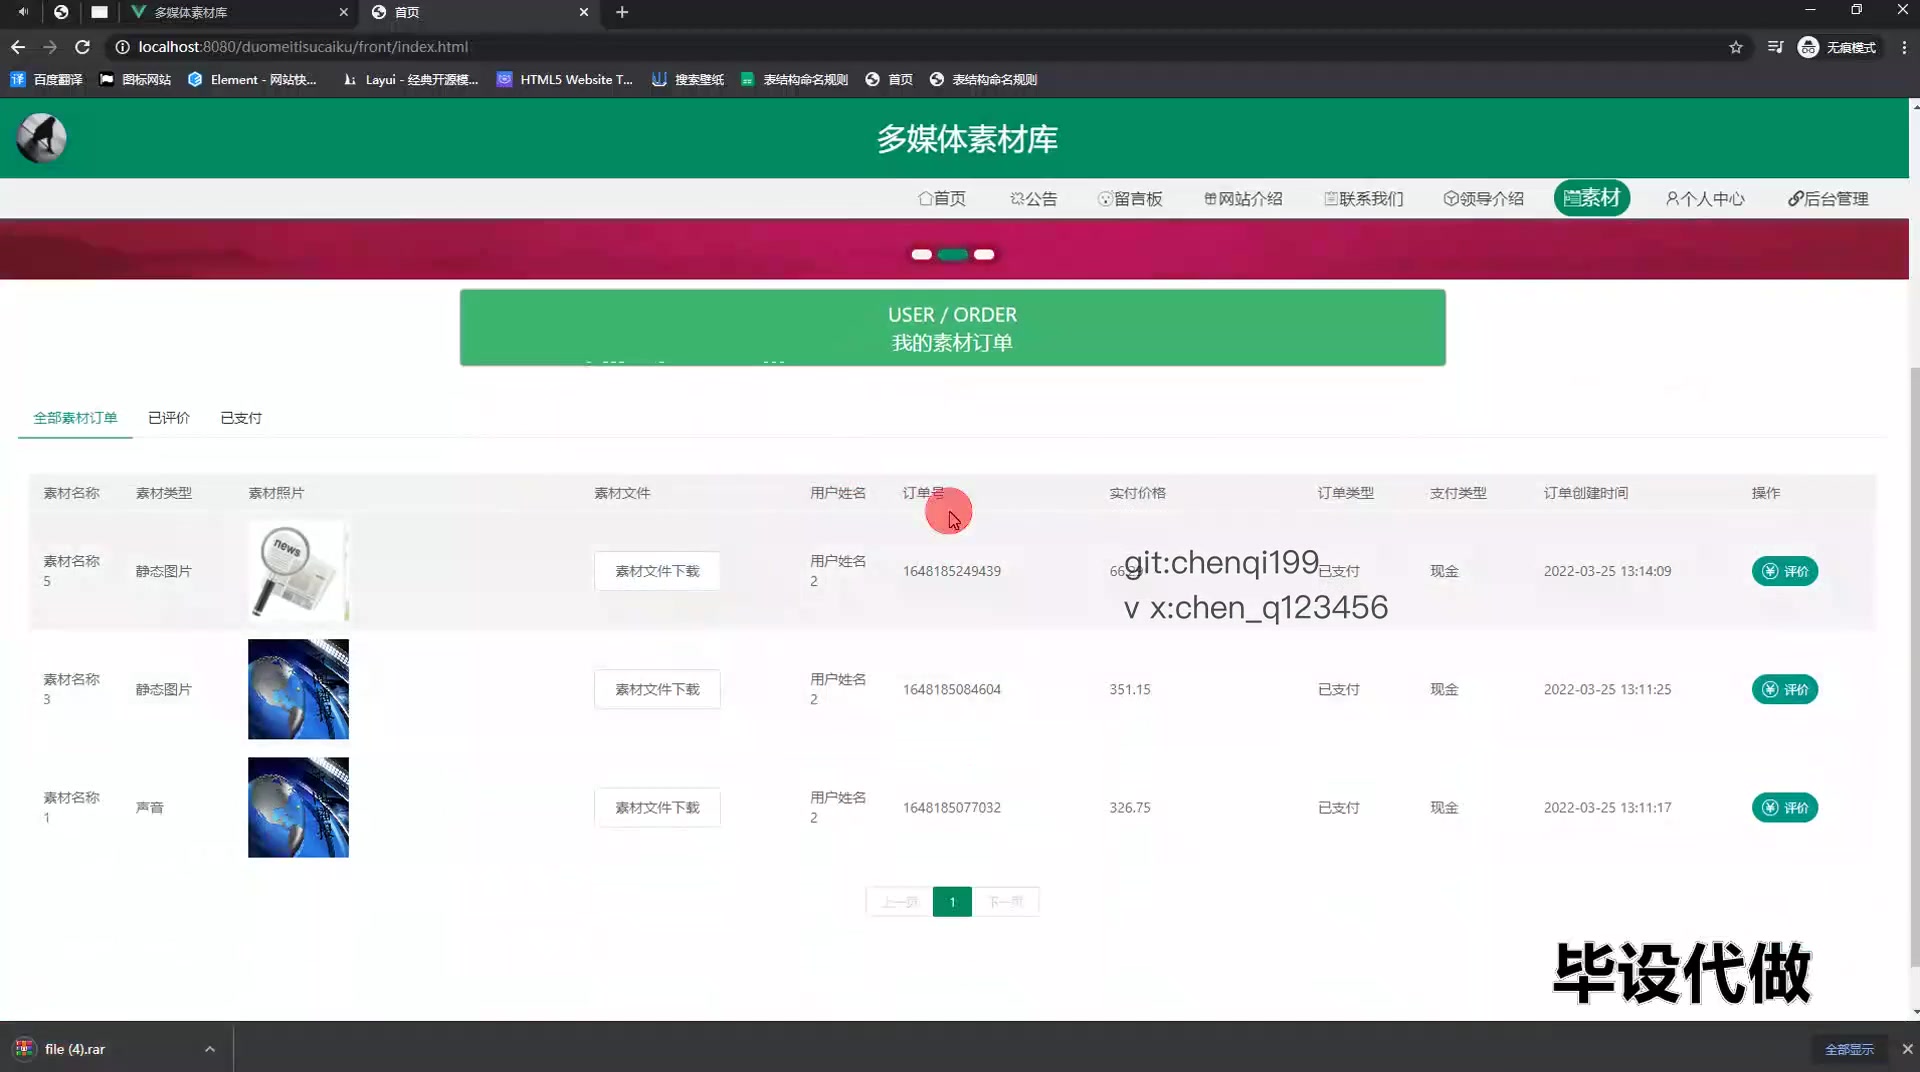 多媒体素材库
首页
localhost:8080/duomeitisucaiku/front/index.html
无痕模式
百度翻译
图标网站
Element - 网站快...
Layui - 经典开源模...
HTML5 Website T...
搜索壁纸
表结构命名规则
首页
表结构命名规则
多媒体素材库
首页
公告
留言板
网站介绍
联系我们
领导介绍
素材
个人中心
后台管理
USER / ORDER
我的素材订单
全部素材订单
已评价
已支付
素材名称 素材类型 素材照片 素材文件 用户姓名 订单号 实付价格 订单类型 支付类型 订单创建时间 操作
素材名称5 静态图片 素材文件下载 用户姓名2 1648185249439 已支付 现金 2022-03-25 13:14:09 评价
news
git:chenqi199
v x:chen_q123456
素材名称3 静态图片 素材文件下载 用户姓名2 1648185084604 351.15 已支付 现金 2022-03-25 13:11:25 评价
素材名称1 声音 素材文件下载 用户姓名2 1648185077032 326.75 已支付 现金 2022-03-25 13:11:17 评价
上一页 1 下一页
毕设代做
file (4).rar
全部显示